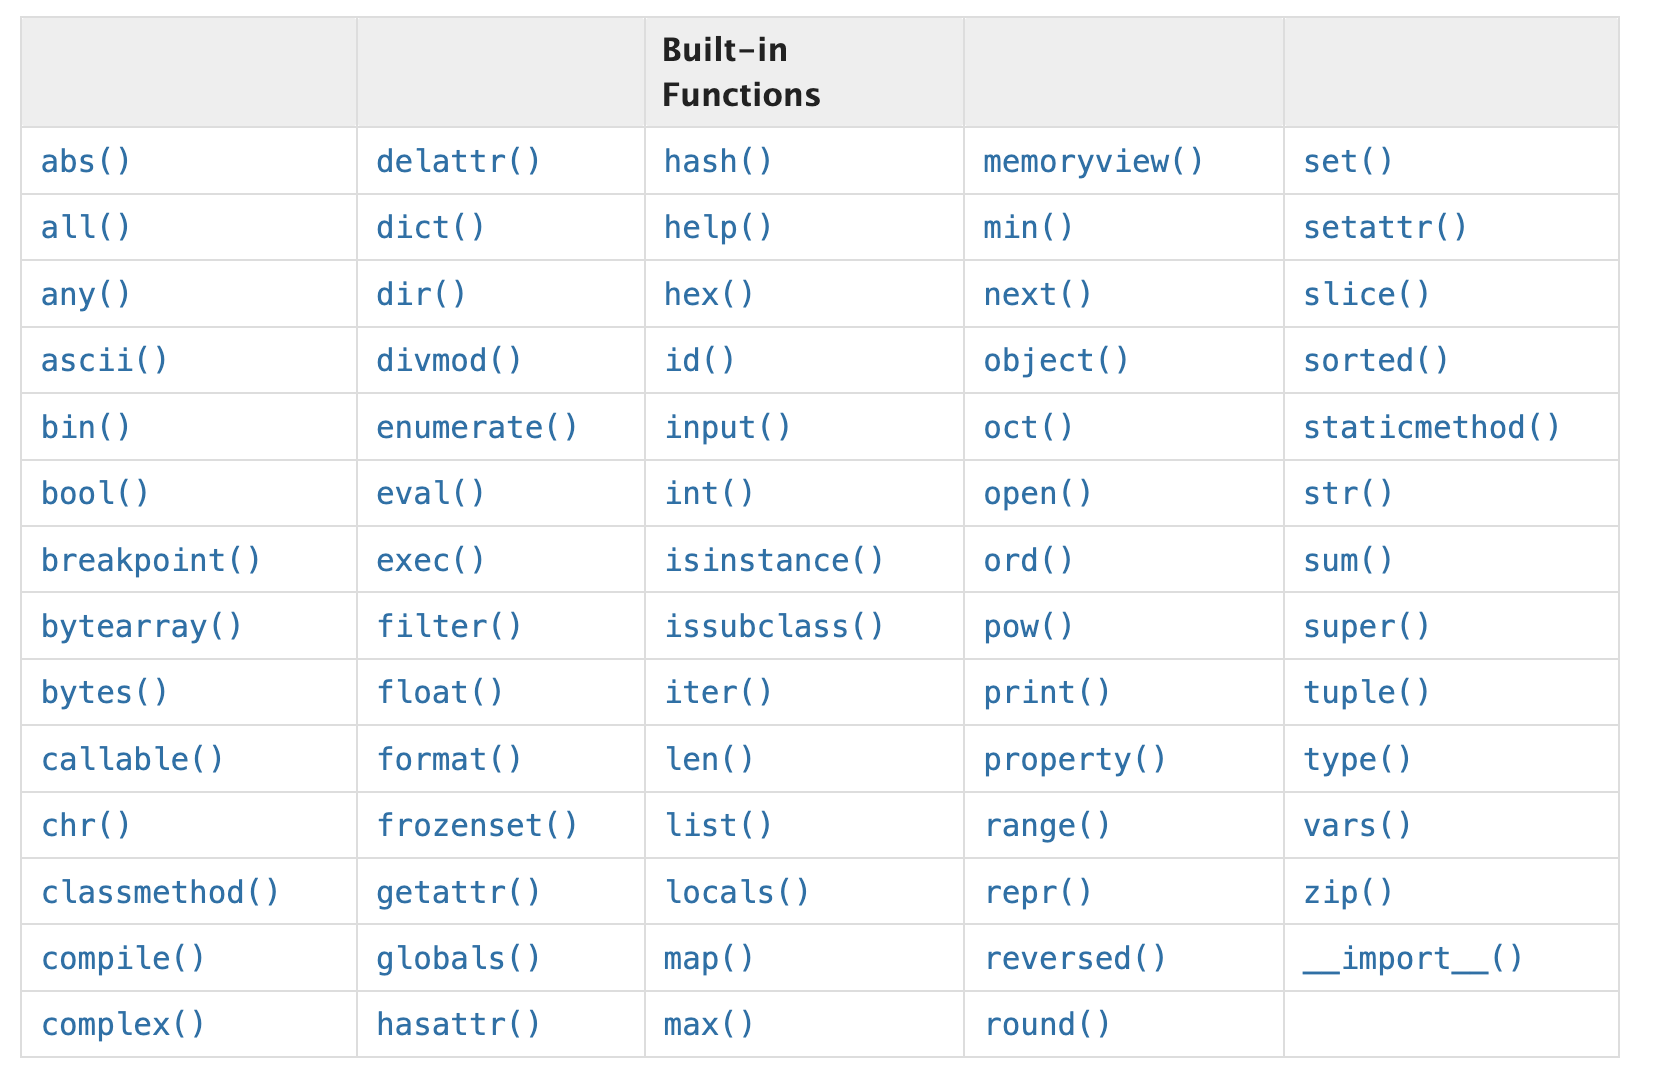 Built-in
Functions
abs() delattr() hash() memoryview() set()
all() dict() help() min() setattr()
any() dir() hex() next() slice()
ascii() divmod() id() object() sorted()
bin() enumerate() input() oct() staticmethod()
bool() eval() int() open() str()
breakpoint() exec() isinstance() ord() sum()
bytearray() filter() issubclass() pow() super()
bytes() float() iter() print() tuple()
callable() format() len() property() type()
chr() frozenset() list() range() vars()
classmethod() getattr() locals() repr() zip()
compile() globals() map() reversed() __import__()
complex() hasattr() max() round()